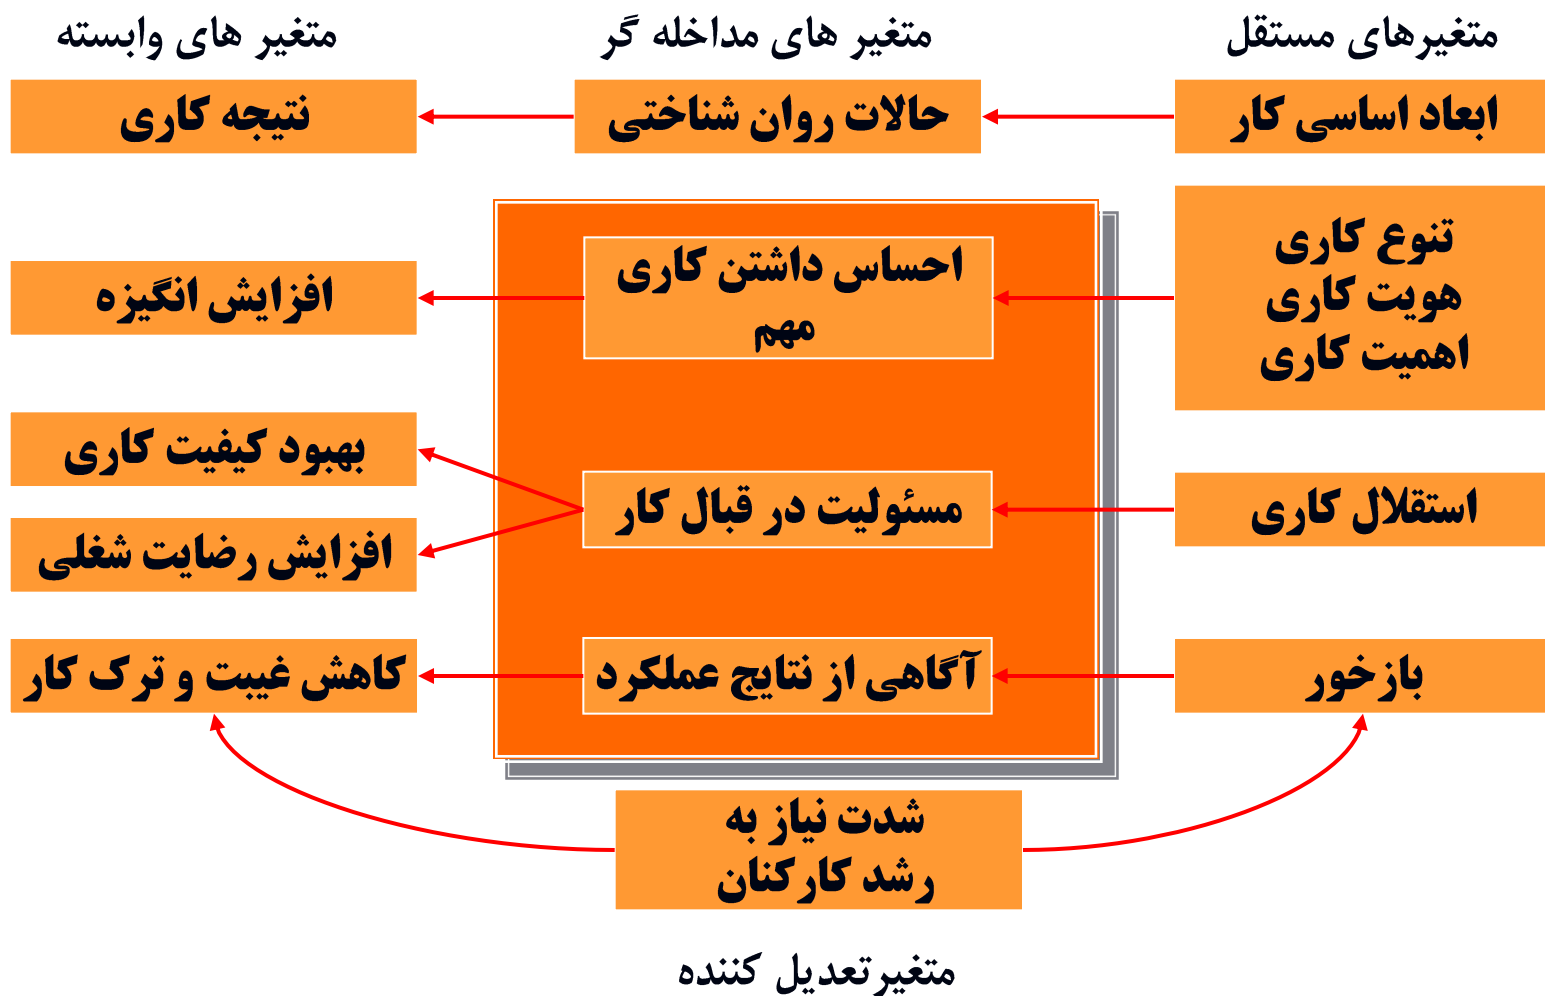 متغیرهای مستقل
متغیر های مداخله گر
متغیر های وابسته
ابعاد اساسی کار
حالات روان شناختی
نتیجه کاری
تنوع کاری
هویت کاری
اهمیت کاری
احساس داشتن کاری
مهم
افزایش انگیزه
استقلال کاری
مسئولیت در قبال کار
بهبود کیفیت کاری
افزایش رضایت شغلی
بازخور
آگاهی از نتایج عملکرد
کاهش غیبت و ترک کار
شدت نیاز به
رشد کارکنان
متغیرتعدیل کننده